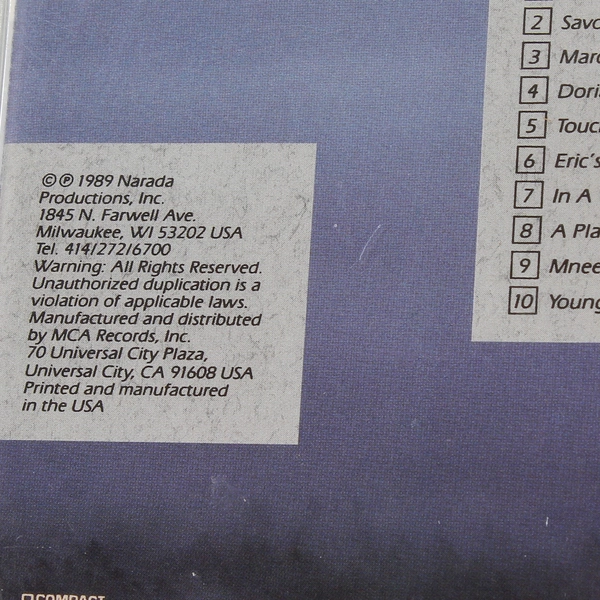 © ℗ 1989 Narada
Productions, Inc.
1845 N. Farwell Ave.
Milwaukee, WI 53202 USA
Tel. 414/272/6700
Warning: All Rights Reserved.
Unauthorized duplication is a
violation of applicable laws.
Manufactured and distributed
by MCA Records, Inc.
70 Universal City Plaza,
Universal City, CA 91608 USA
Printed and manufactured
in the USA
2
3
4
5
6 Eric's
7 In A
8 A
9
10 Young
COMPACT